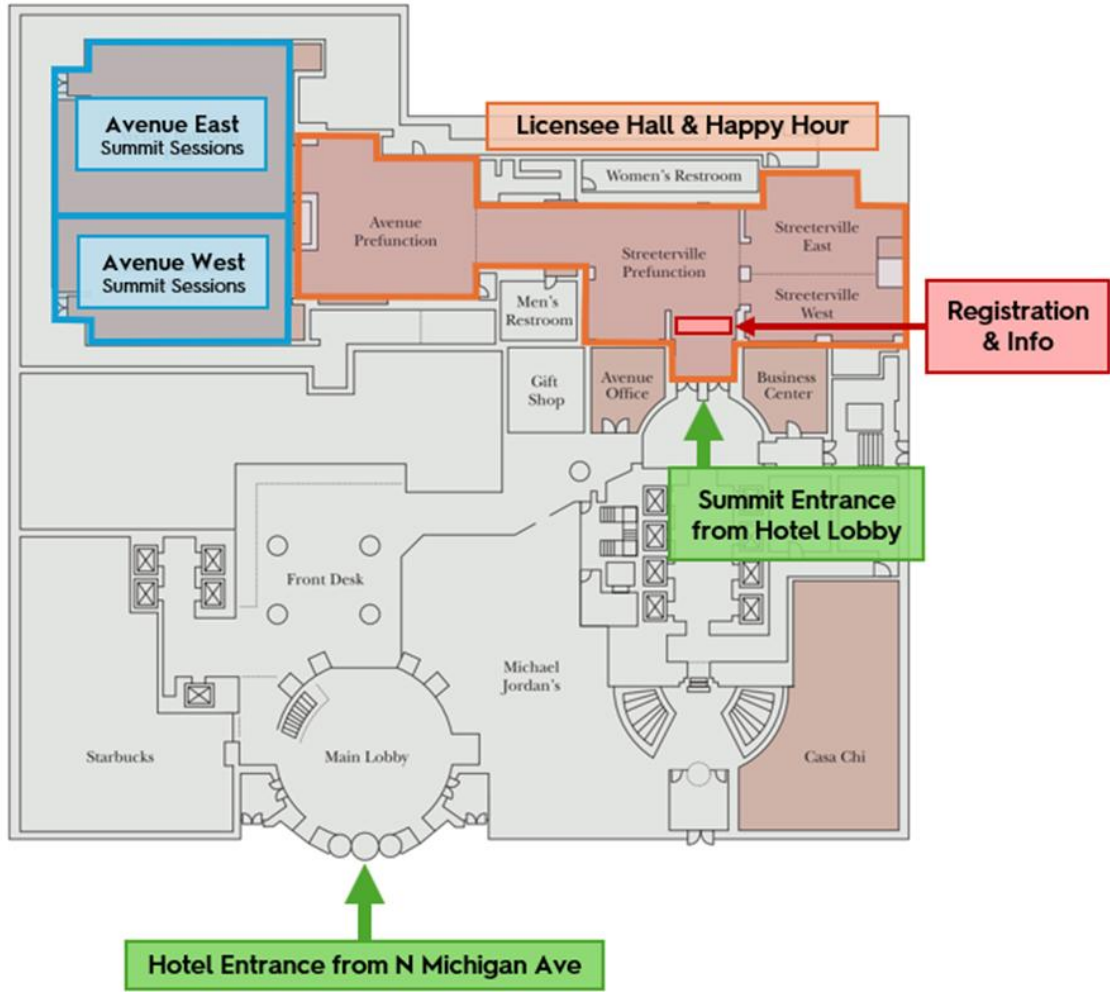 Avenue East
Summit Sessions
Licensee Hall & Happy Hour
Women's Restroom
Avenue
Prefunction
Streeterville
East
Streeterville
Prefunction
Avenue West
Summit Sessions
Streeterville
West
Men's
Restroom
Registration
& Info
Gift
Shop
Avenue
Office
Business
Center
Summit Entrance
from Hotel Lobby
Front Desk
Michael
Jordan's
Starbucks
Main Lobby
Casa Chi
Hotel Entrance from N Michigan Ave